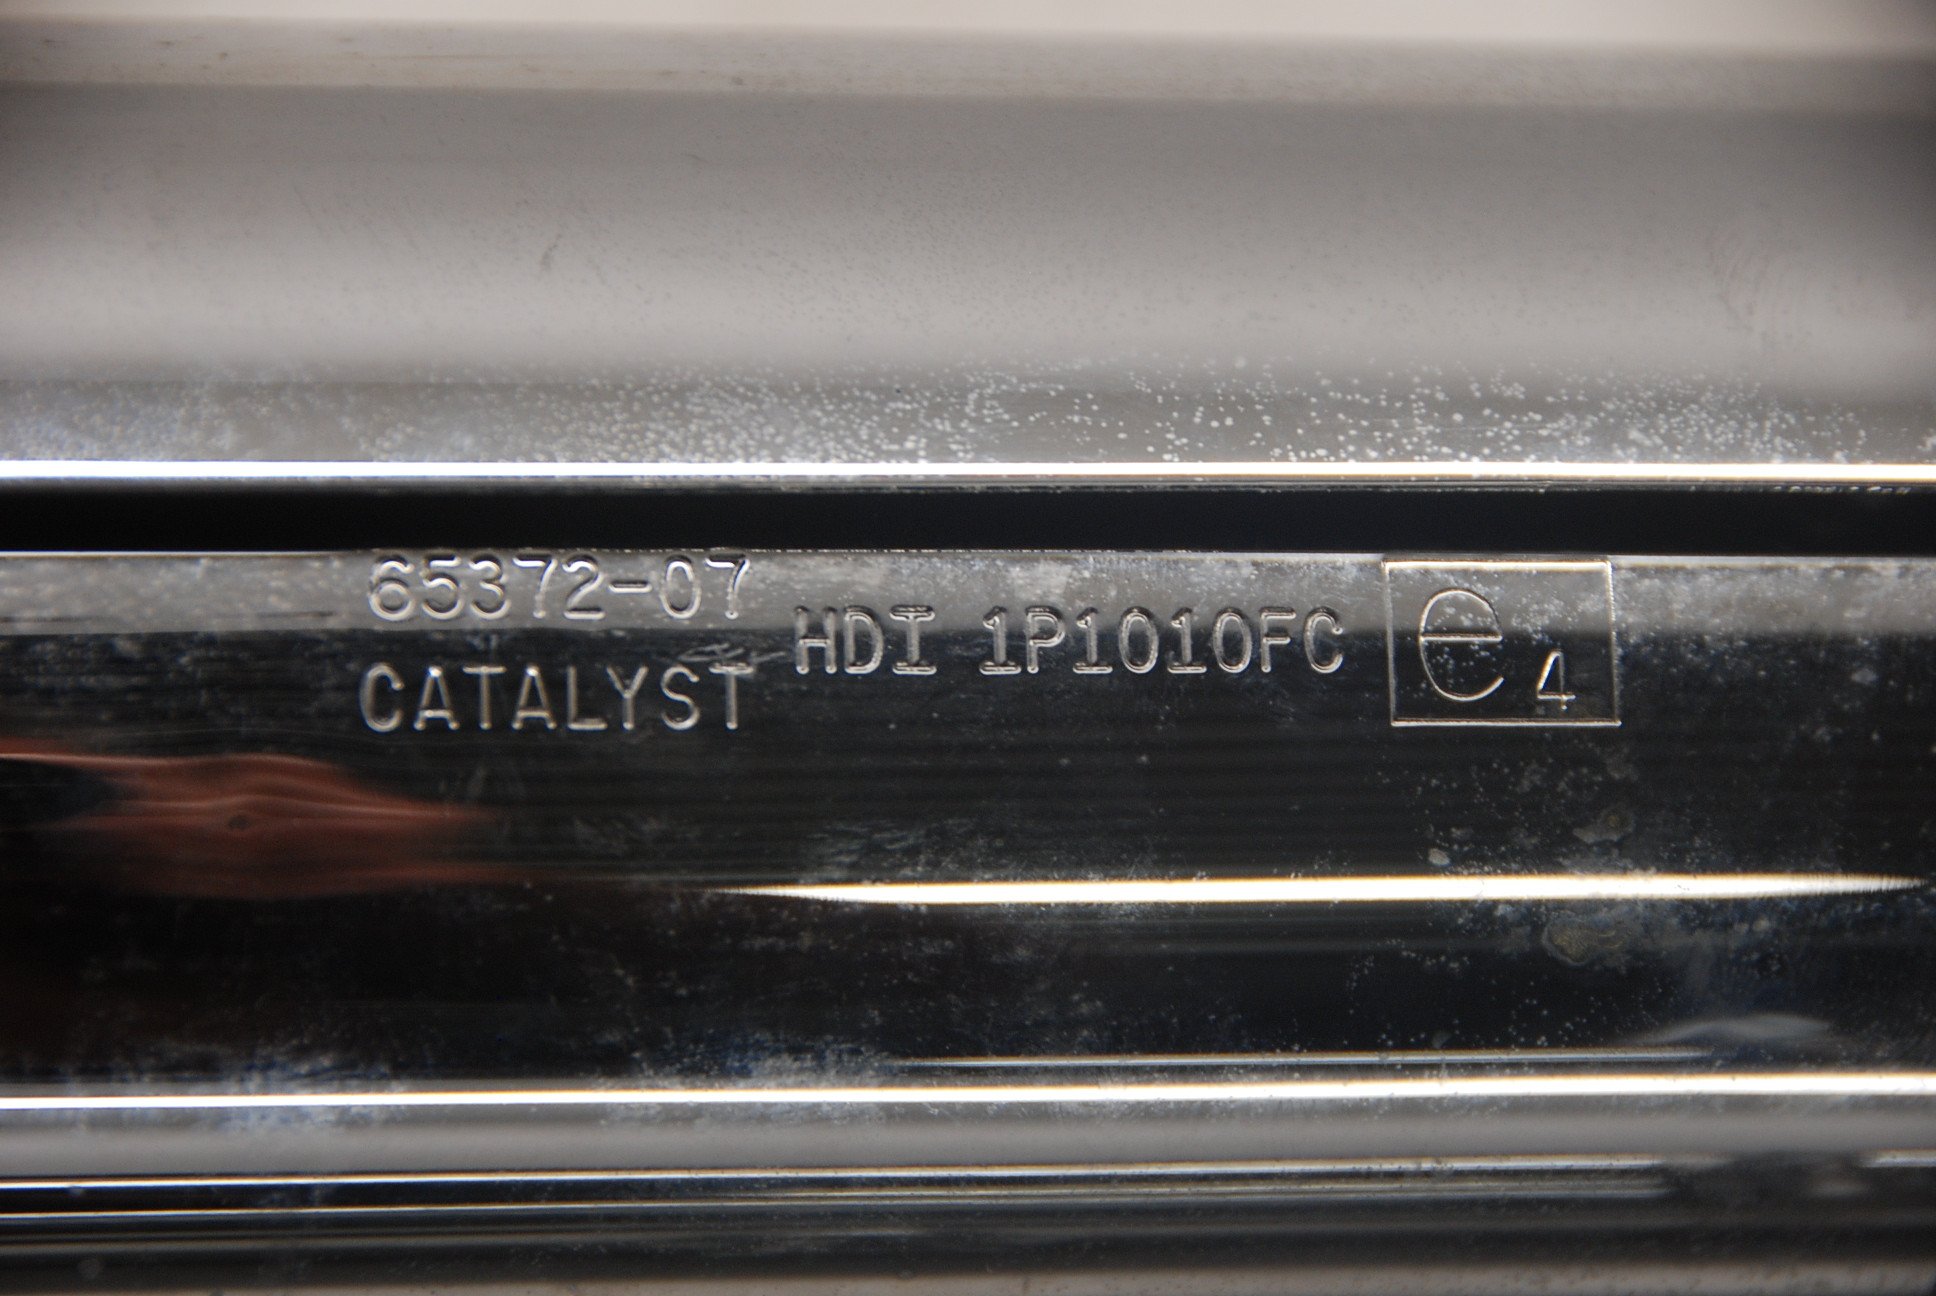 65372-07
CATALYST
HDI 1P1010FC
e4